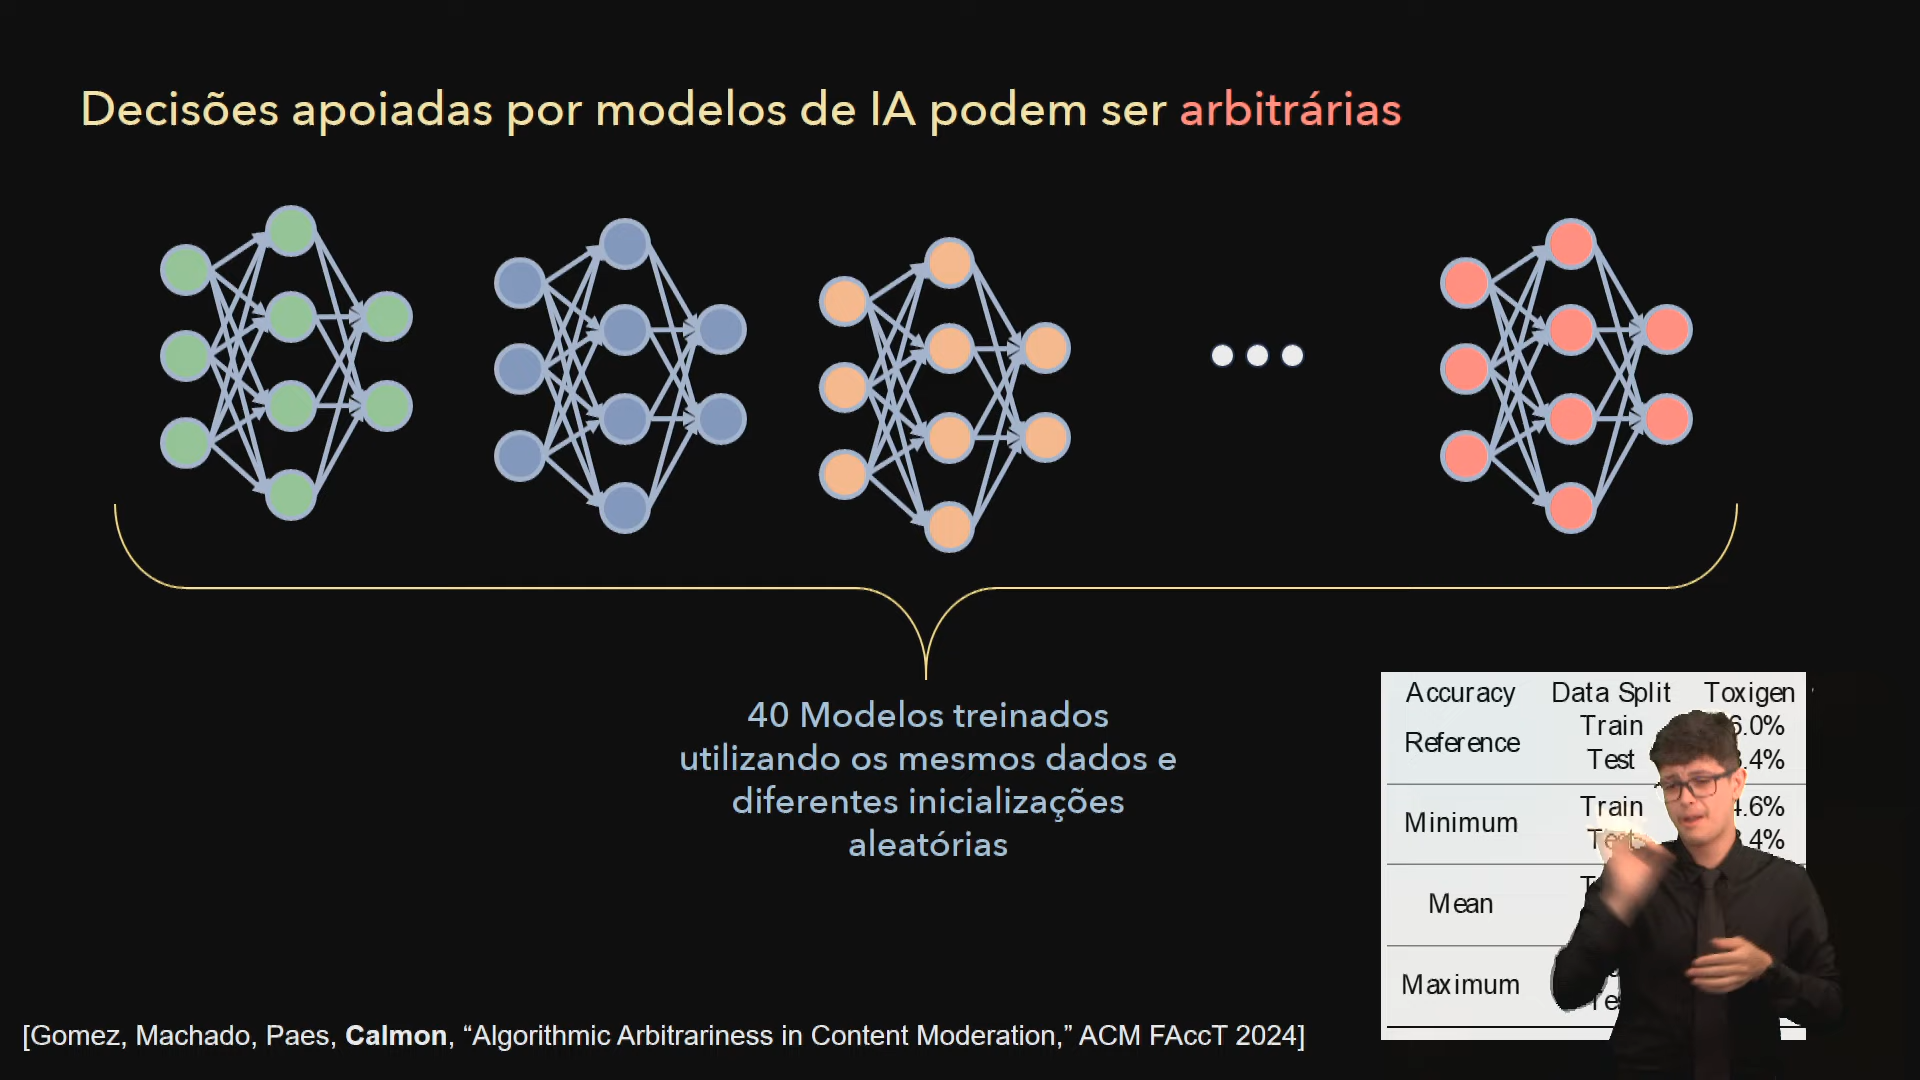 Decisões apoiadas por modelos de IA podem ser arbitrárias
40 Modelos treinados
utilizando os mesmos dados e
diferentes inicializações
aleatórias
Accuracy Data Split Toxigen
Reference
Train
Test
Minimum
Train
Test
Mean
Maximum
[Gomez, Machado, Paes, Calmon, “Algorithmic Arbitrariness in Content Moderation,” ACM FAccT 2024]